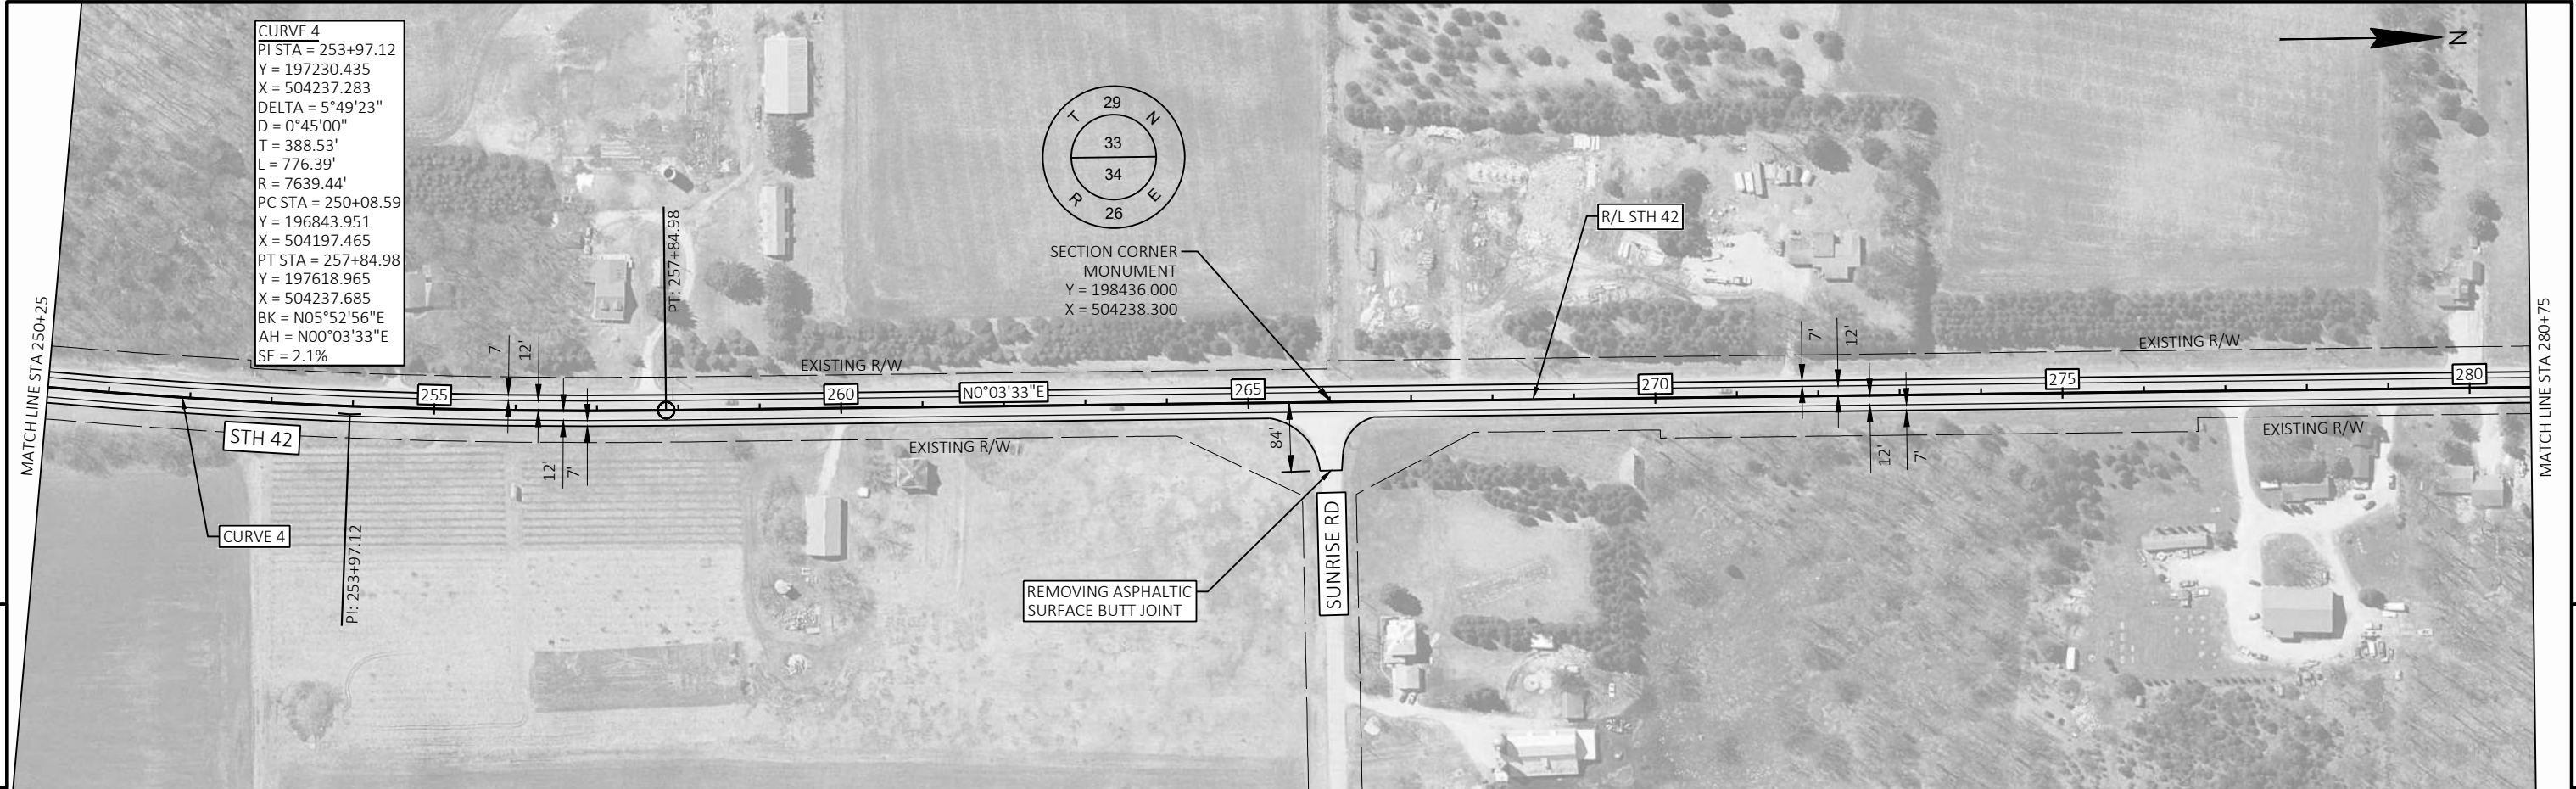 CURVE 4
PI STA = 253+97.12
Y = 197230.435
X = 504237.283
DELTA = 5°49'23"
D = 0°45'00"
T = 388.53'
L = 776.39'
R = 7639.44'
PC STA = 250+08.59
Y = 196843.951
X = 504197.465
PT STA = 257+84.98
Y = 197618.965
X = 504237.685
BK = N05°52'56"E
AH = N00°03'33"E
SE = 2.1%
N
29
T N
33
34
R E
26
SECTION CORNER
MONUMENT
Y = 198436.000
X = 504238.300
R/L STH 42
PT: 257+84.98
MATCH LINE STA 250+25
MATCH LINE STA 280+75
7'
12'
7'
12'
EXISTING R/W
EXISTING R/W
255
260
N0°03'33"E
265
270
275
280
STH 42
EXISTING R/W
EXISTING R/W
12'
7'
84'
12'
7'
CURVE 4
PI: 253+97.12
REMOVING ASPHALTIC
SURFACE BUTT JOINT
SUNRISE RD